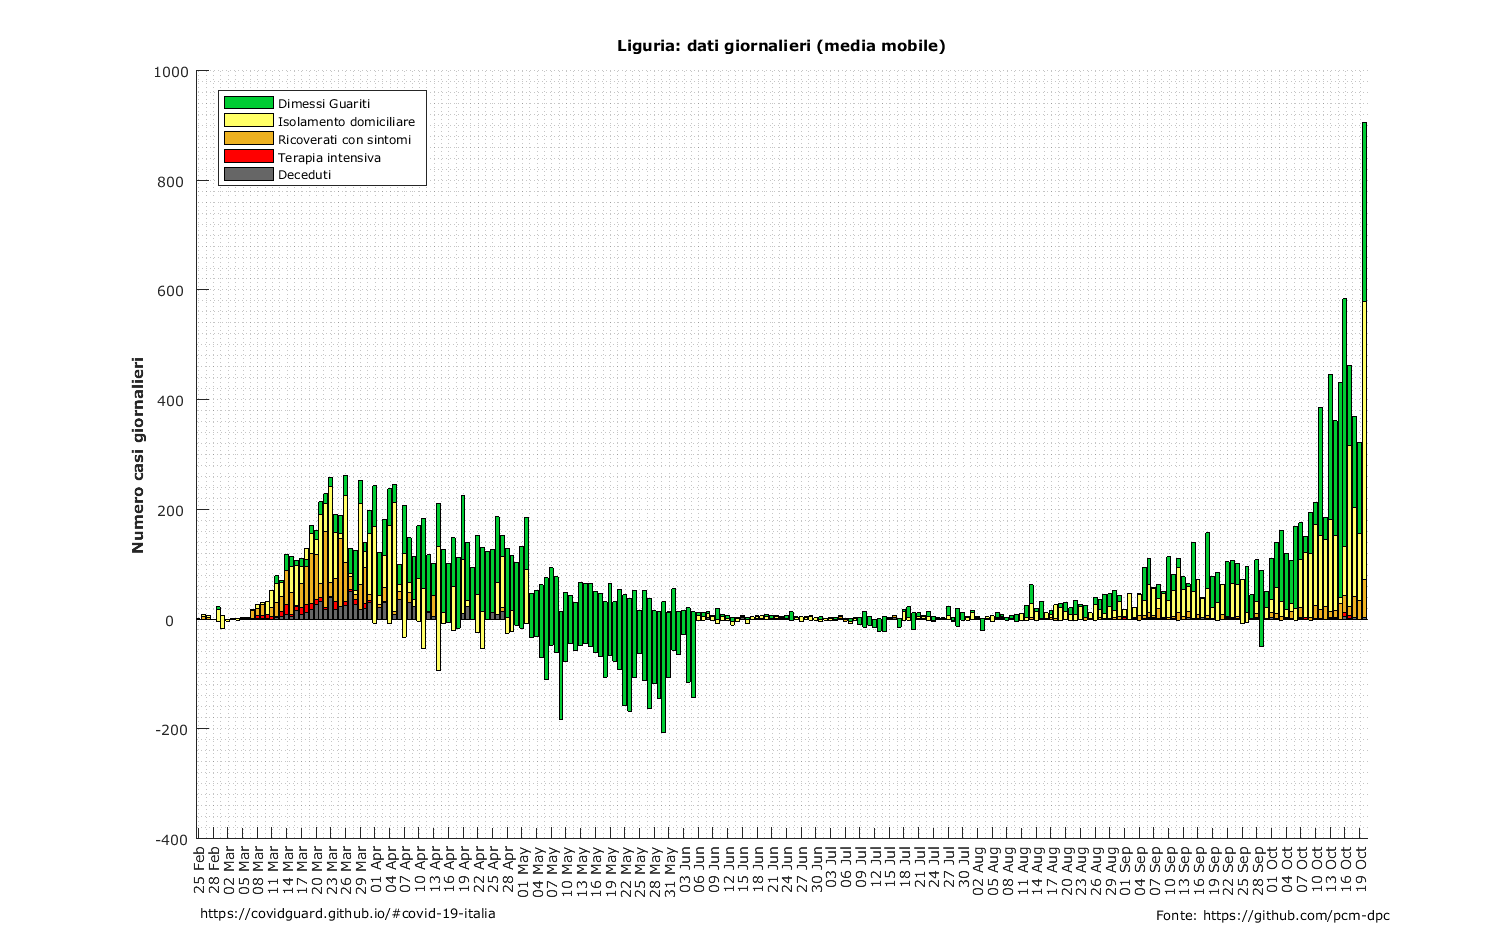 Liguria: dati giornalieri (media mobile)
Numero casi giornalieri
1000
800
600
400
200
0
-200
-400
Dimessi Guariti
Isolamento domiciliare
Ricoverati con sintomi
Terapia intensiva
Deceduti
25 Feb
28 Feb
02 Mar
05 Mar
08 Mar
11 Mar
14 Mar
17 Mar
20 Mar
23 Mar
26 Mar
29 Mar
01 Apr
04 Apr
07 Apr
10 Apr
13 Apr
16 Apr
19 Apr
22 Apr
25 Apr
28 Apr
01 May
04 May
07 May
10 May
13 May
16 May
19 May
22 May
25 May
28 May
31 May
03 Jun
06 Jun
09 Jun
12 Jun
15 Jun
18 Jun
21 Jun
24 Jun
27 Jun
30 Jun
03 Jul
06 Jul
09 Jul
12 Jul
15 Jul
18 Jul
21 Jul
24 Jul
27 Jul
30 Jul
02 Aug
05 Aug
08 Aug
11 Aug
14 Aug
17 Aug
20 Aug
23 Aug
26 Aug
29 Aug
01 Sep
04 Sep
07 Sep
10 Sep
13 Sep
16 Sep
19 Sep
22 Sep
25 Sep
28 Sep
01 Oct
04 Oct
07 Oct
10 Oct
13 Oct
16 Oct
19 Oct
https://covidguard.github.io/#covid-19-italia
Fonte: https://github.com/pcm-dpc